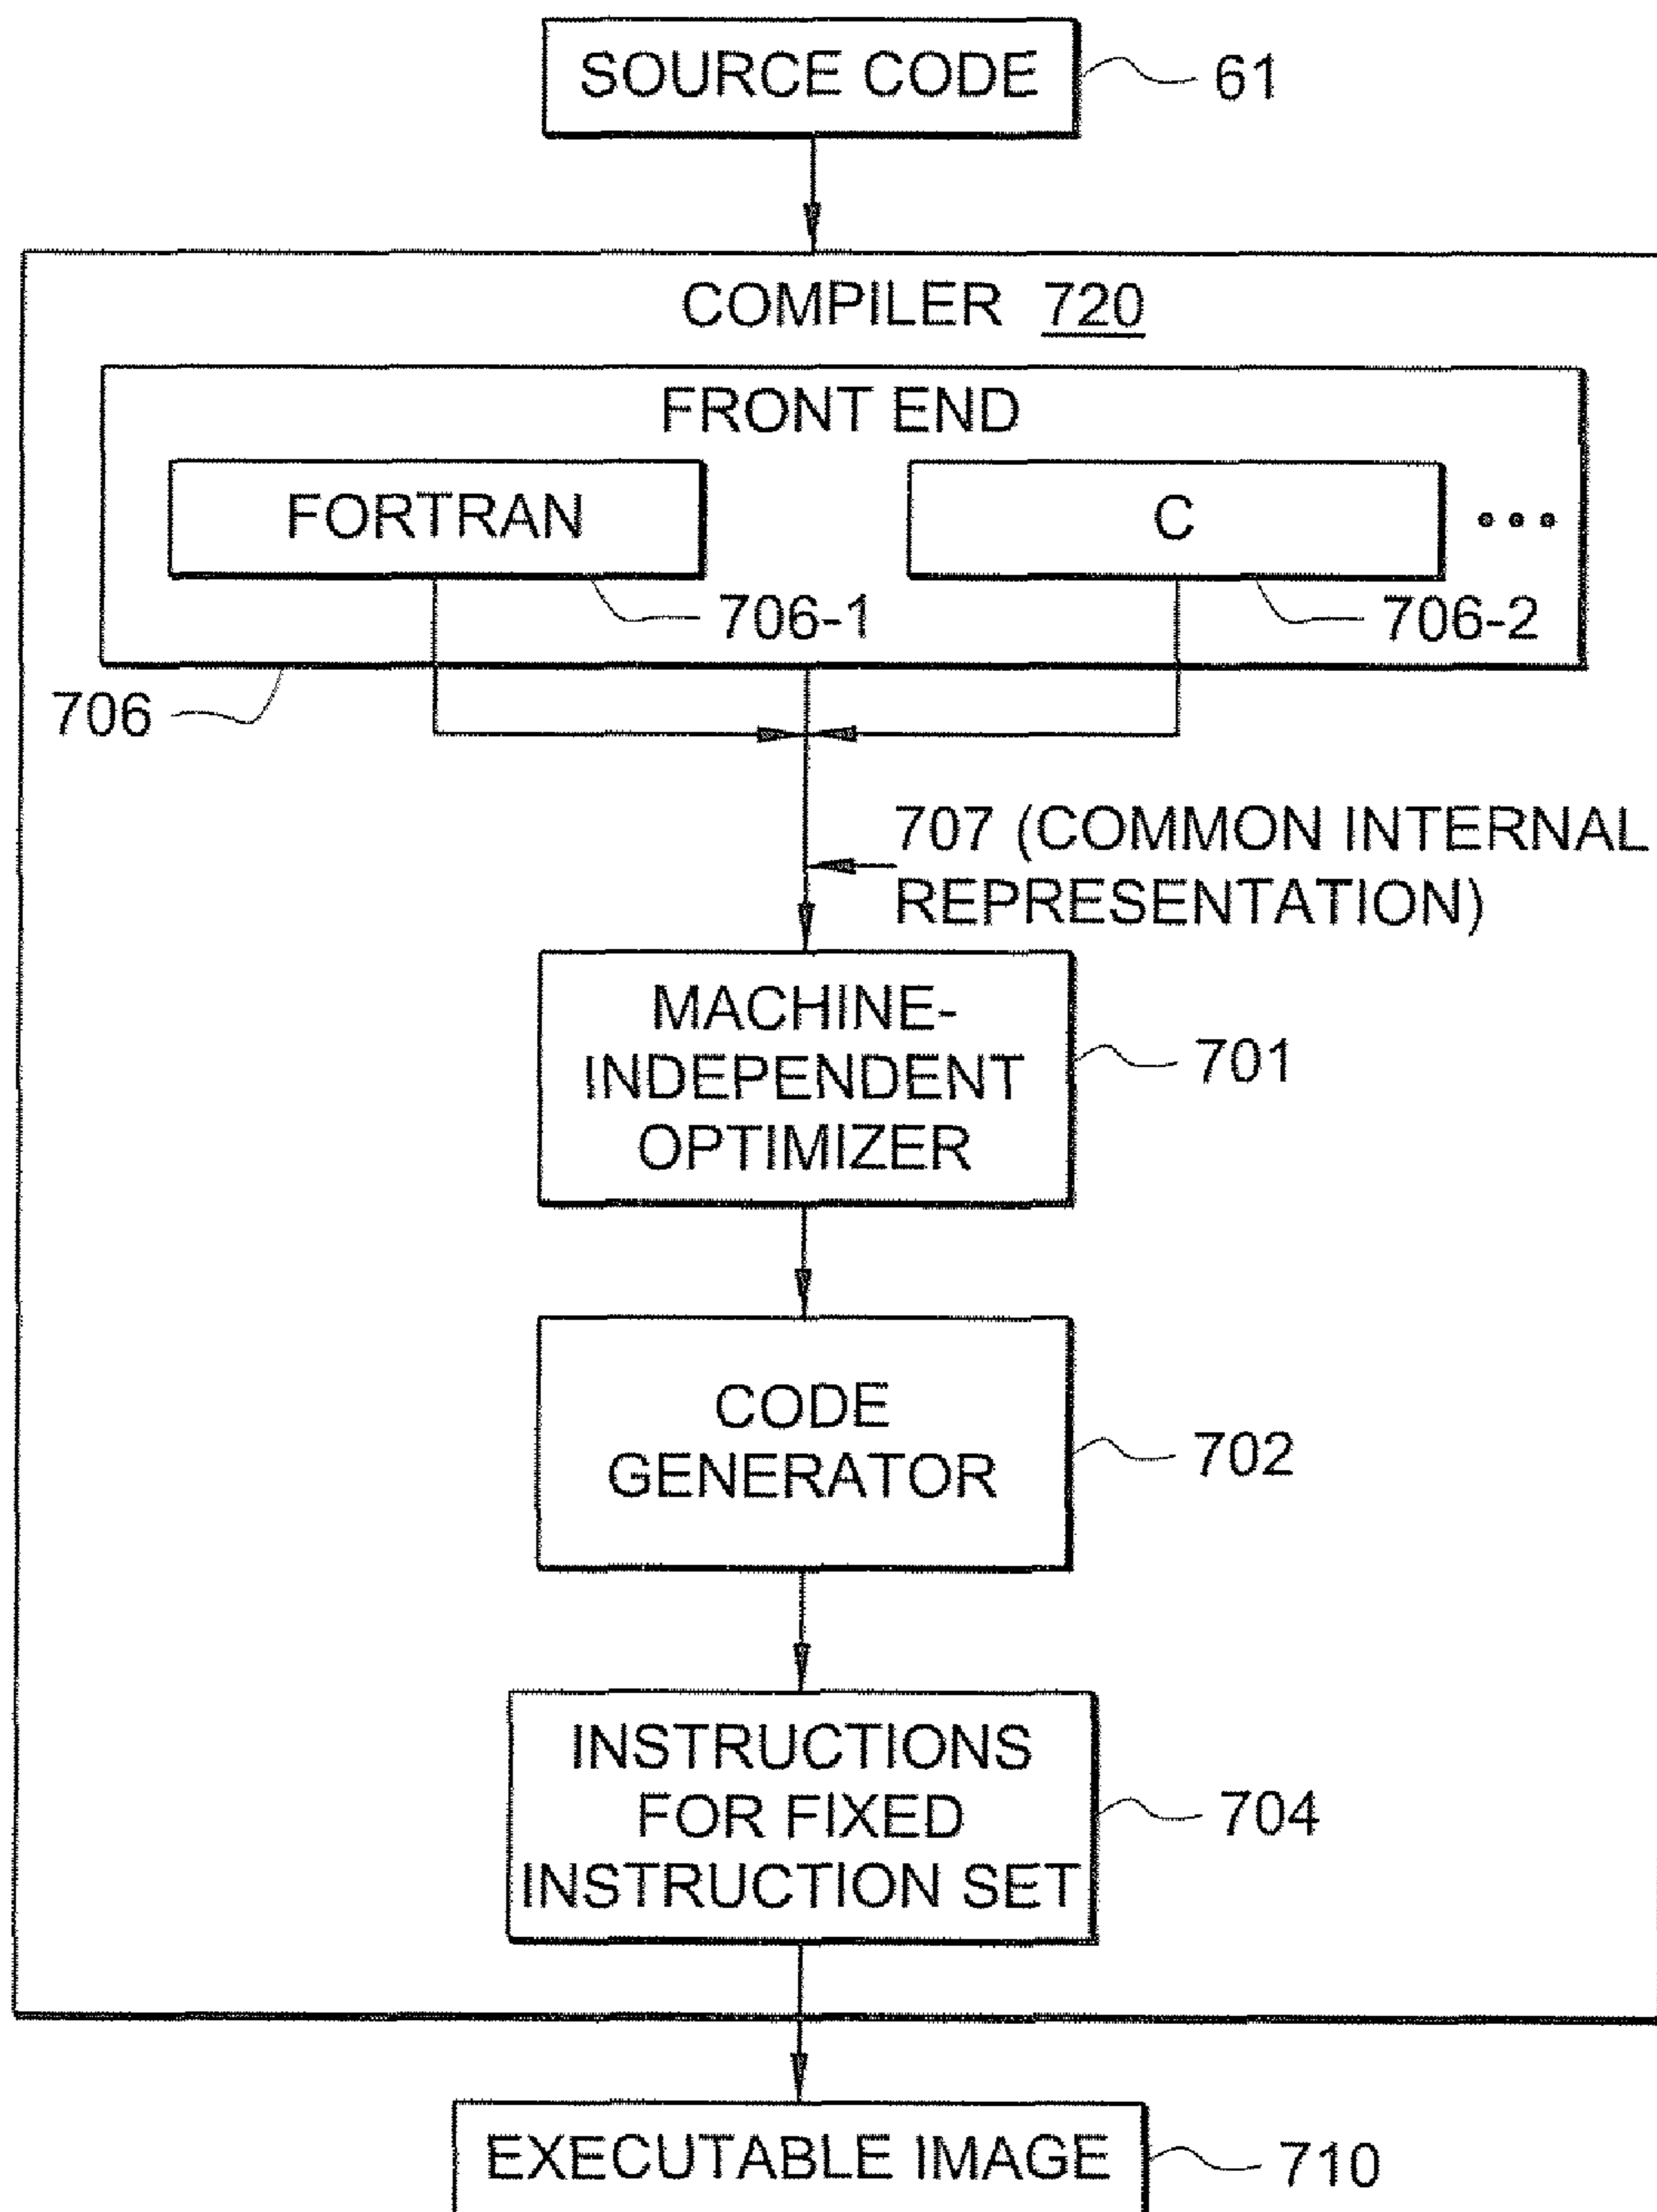 SOURCE CODE
61
COMPILER 720
FRONT END
FORTRAN
C
...
706-1
706-2
706
707 (COMMON INTERNAL
REPRESENTATION)
MACHINE-
INDEPENDENT
OPTIMIZER
701
CODE
GENERATOR
702
INSTRUCTIONS
FOR FIXED
INSTRUCTION SET
704
EXECUTABLE IMAGE
710